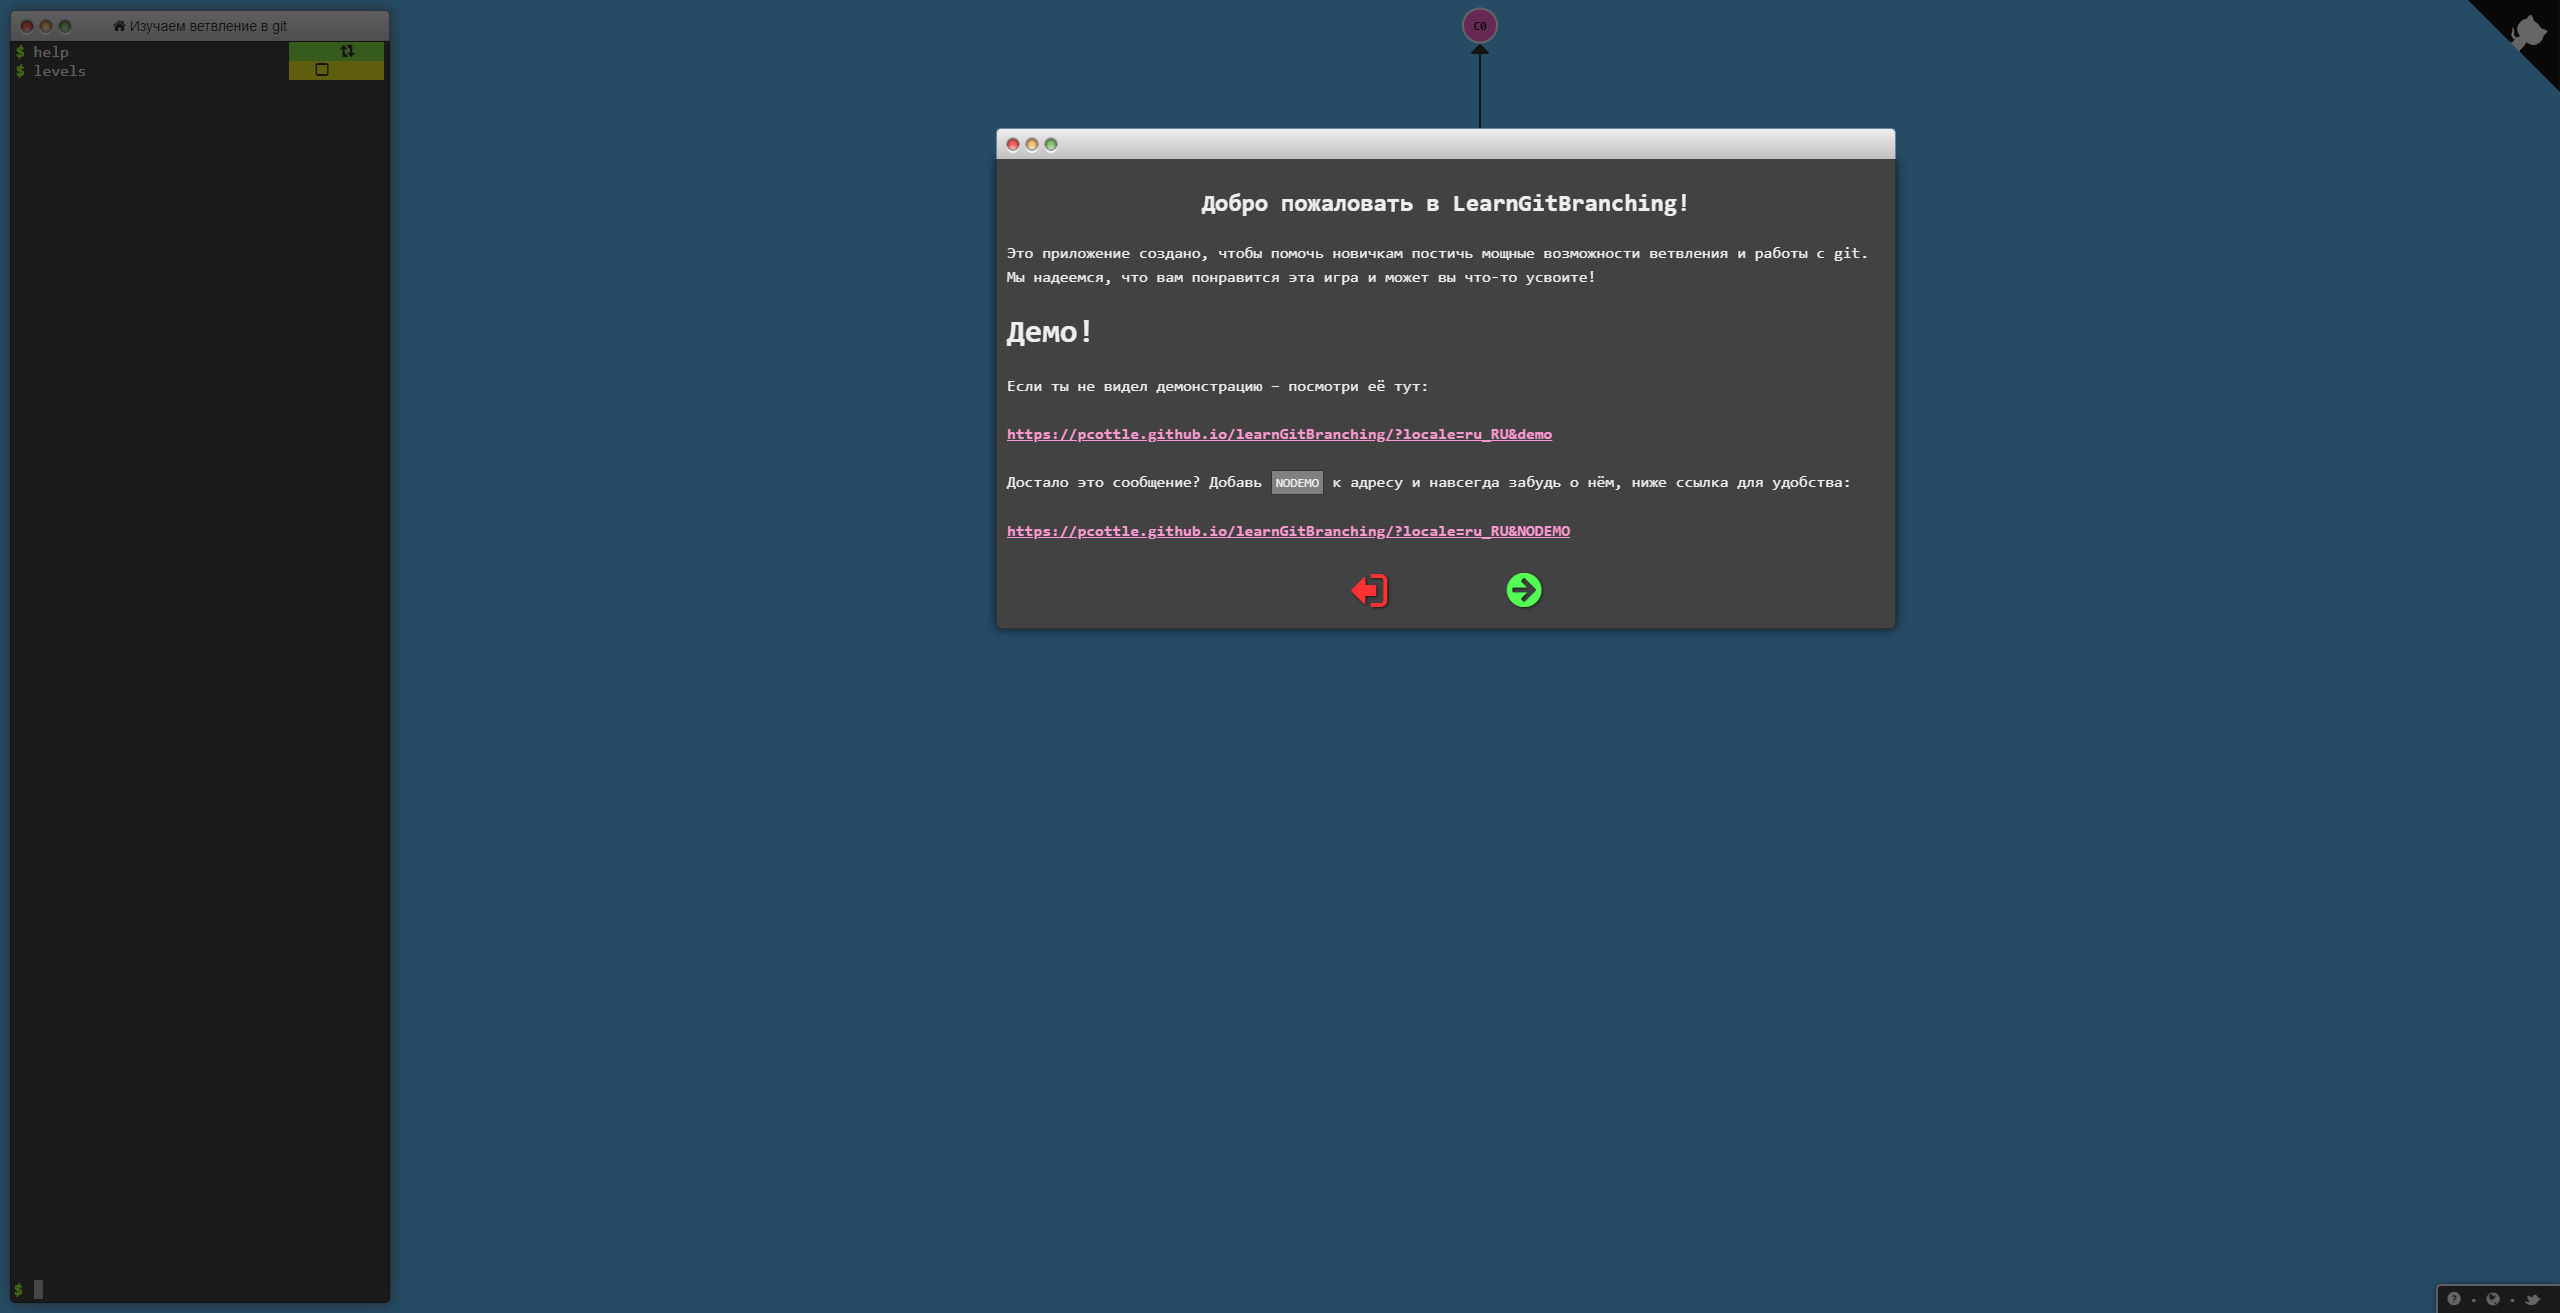 Изучаем ветвление в git
$ help
$ levels
$
C0
Добро пожаловать в LearnGitBranching!
Это приложение создано, чтобы помочь новичкам постичь мощные возможности ветвления и работы с git.
Мы надеемся, что вам понравится эта игра и может вы что-то усвоите!
Демо!
Если ты не видел демонстрацию – посмотри её тут:
https://pcottle.github.io/learnGitBranching/?locale=ru_RU&demo
Достало это сообщение? Добавь NODEMO к адресу и навсегда забудь о нём, ниже ссылка для удобства:
https://pcottle.github.io/learnGitBranching/?locale=ru_RU&NODEMO